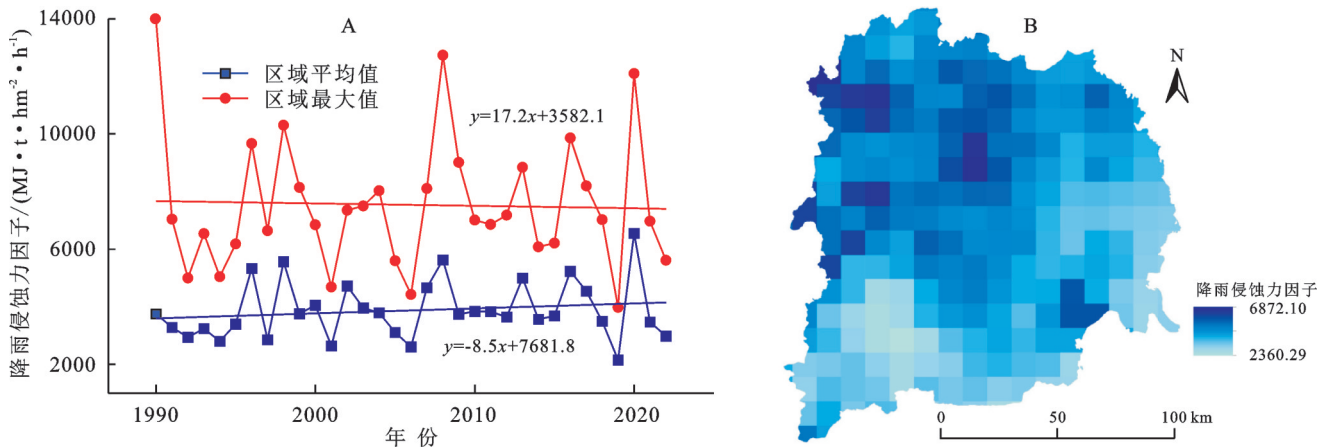 A
降雨侵蚀力因子/(MJ·t·hm⁻²·h⁻¹)
14000
10000
6000
2000
区域平均值
区域最大值
y=17.2x+3582.1
y=-8.5x+7681.8
1990
2000
2010
2020
年份
B
N
降雨侵蚀力因子
6872.10
2360.29
0 50 100 km